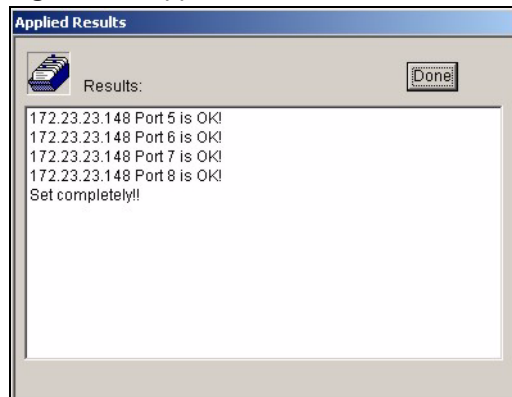 Applied Results
Results:
Done
172.23.23.148 Port 5 is OK!
172.23.23.148 Port 6 is OK!
172.23.23.148 Port 7 is OK!
172.23.23.148 Port 8 is OK!
Set completely!!